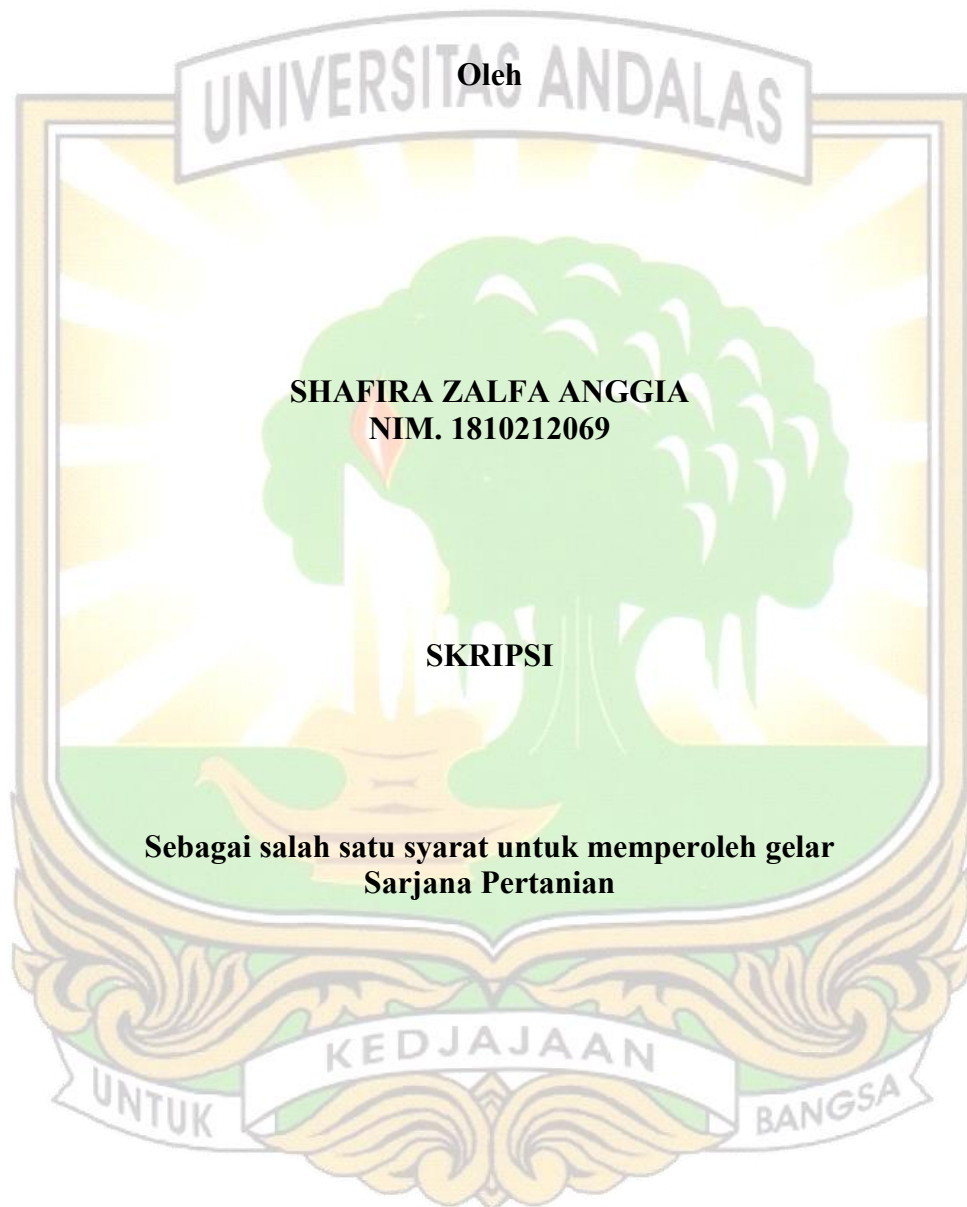 UNIVERSITAS ANDALAS
Oleh
SHAFIRA ZALFA ANGGIA
NIM. 1810212069
SKRIPSI
Sebagai salah satu syarat untuk memperoleh gelar
Sarjana Pertanian
UNTUK KEDJAJAAN BANGSA